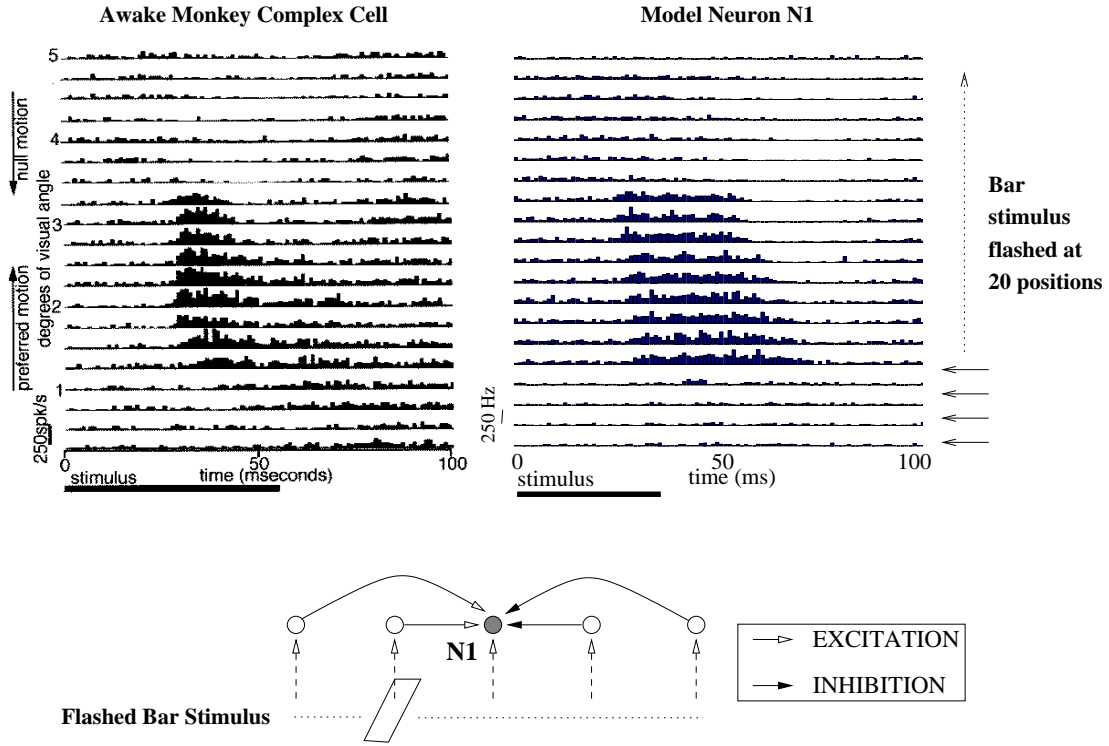 Awake Monkey Complex Cell
Model Neuron N1
5
4
3
2
1
null motion
preferred motion
degrees of visual angle
250spk/s
0
50
100
time (mseconds)
stimulus
250 Hz
0
50
100
time (ms)
stimulus
Bar
stimulus
flashed at
20 positions
N1
Flashed Bar Stimulus
EXCITATION
INHIBITION